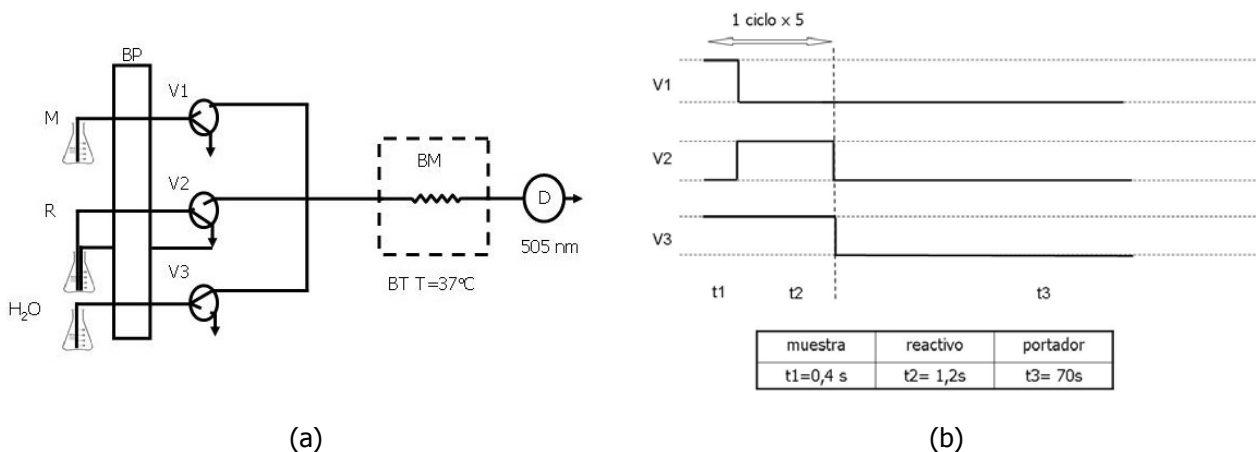 BP
V1
M
BM
V2
D
R
505 nm
V3
BT T=37ºC
H₂O
(a)
1 ciclo x 5
V1
V2
V3
t1 t2 t3
muestra reactivo portador
t1=0,4 s t2= 1,2s t3= 70s
(b)